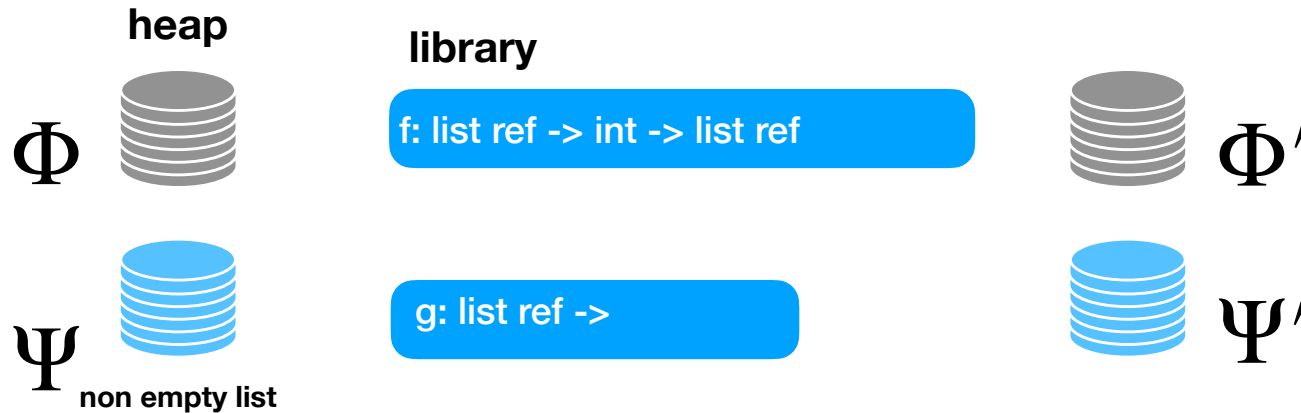 heap
library
Φ
f: list ref -> int -> list ref
Φ′
Ψ
g: list ref ->
Ψ′
non empty list